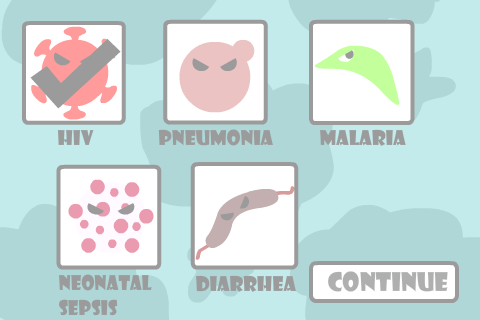 HIV
PNEUMONIA
MALARIA
NEONATAL
SEPSIS
DIARRHEA
CONTINUE